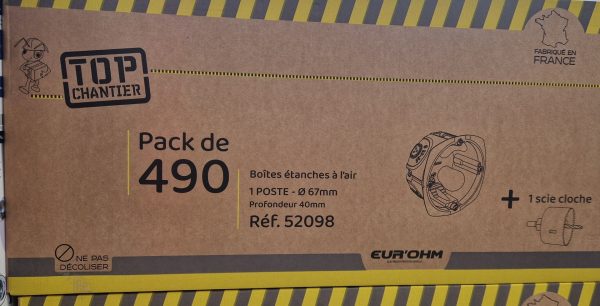 TOP
CHANTIER
FABRIQUÉ EN
FRANCE
Pack de
490
Boîtes étanches à l'air
1 POSTE - Ø 67mm
Profondeur 40mm
Réf. 52098
+ 1 scie cloche
NE PAS
DÉCOLISER
EUR'OHM